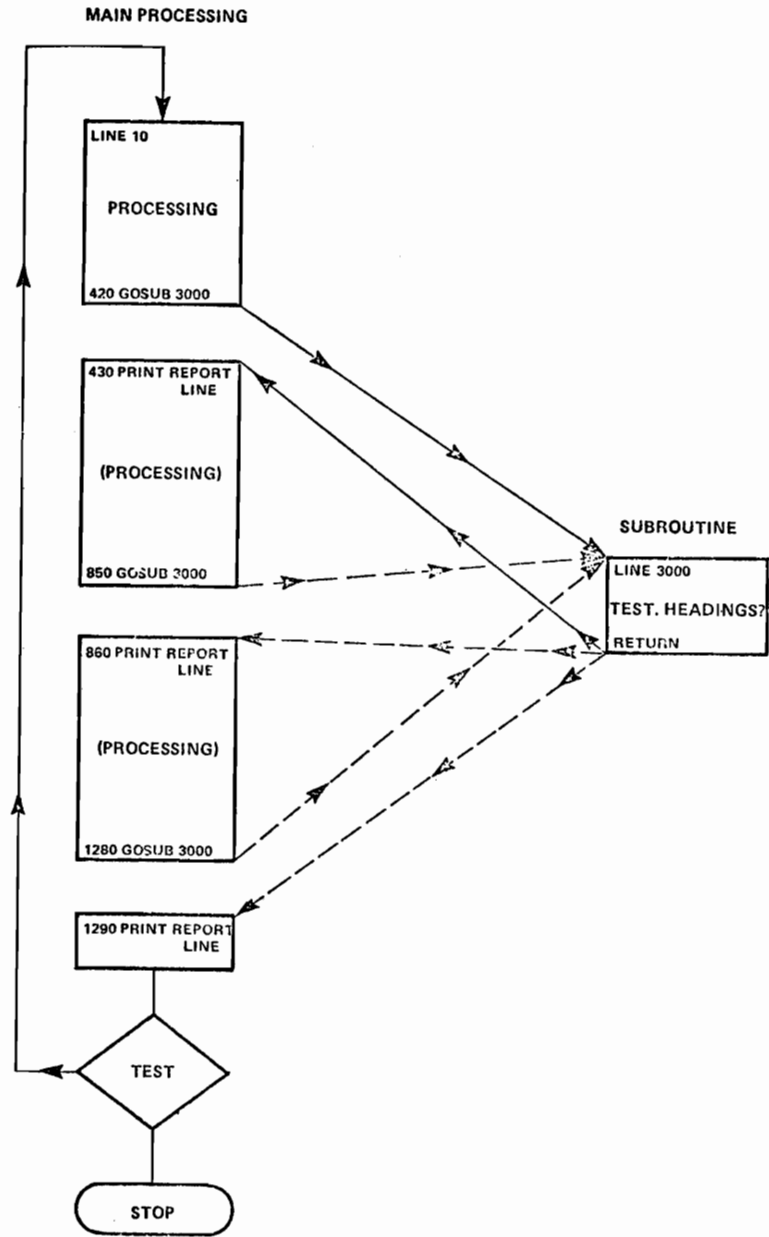 MAIN PROCESSING
LINE 10
PROCESSING
420 GOSUB 3000
430 PRINT REPORT
LINE
(PROCESSING)
850 GOSUB 3000
SUBROUTINE
LINE 3000
TEST. HEADINGS?
RETURN
860 PRINT REPORT
LINE
(PROCESSING)
1280 GOSUB 3000
1290 PRINT REPORT
LINE
TEST
STOP